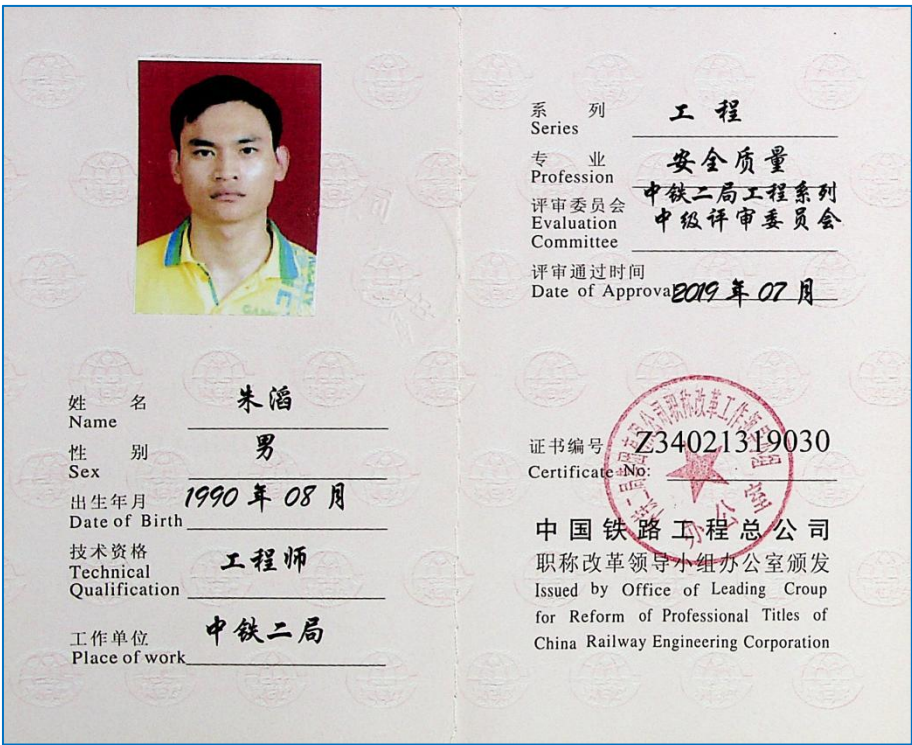 姓 名 朱滔
Name
性 别 男
Sex
出生年月 1990 年 08 月
Date of Birth
技术资格 工程师
Technical
Qualification
工作单位 中铁二局
Place of work
系 列 工 程
Series
专 业 安全质量
Profession
评审委员会 中铁二局工程系列
Evaluation 中级评审委员会
Committee
评审通过时间
Date of Approval 2019 年 07 月
证书编号 Z34021319030
Certificate No:
中国铁路工程总公司
职称改革领导小组办公室颁发
Issued by Office of Leading Croup
for Reform of Professional Titles of
China Railway Engineering Corporation